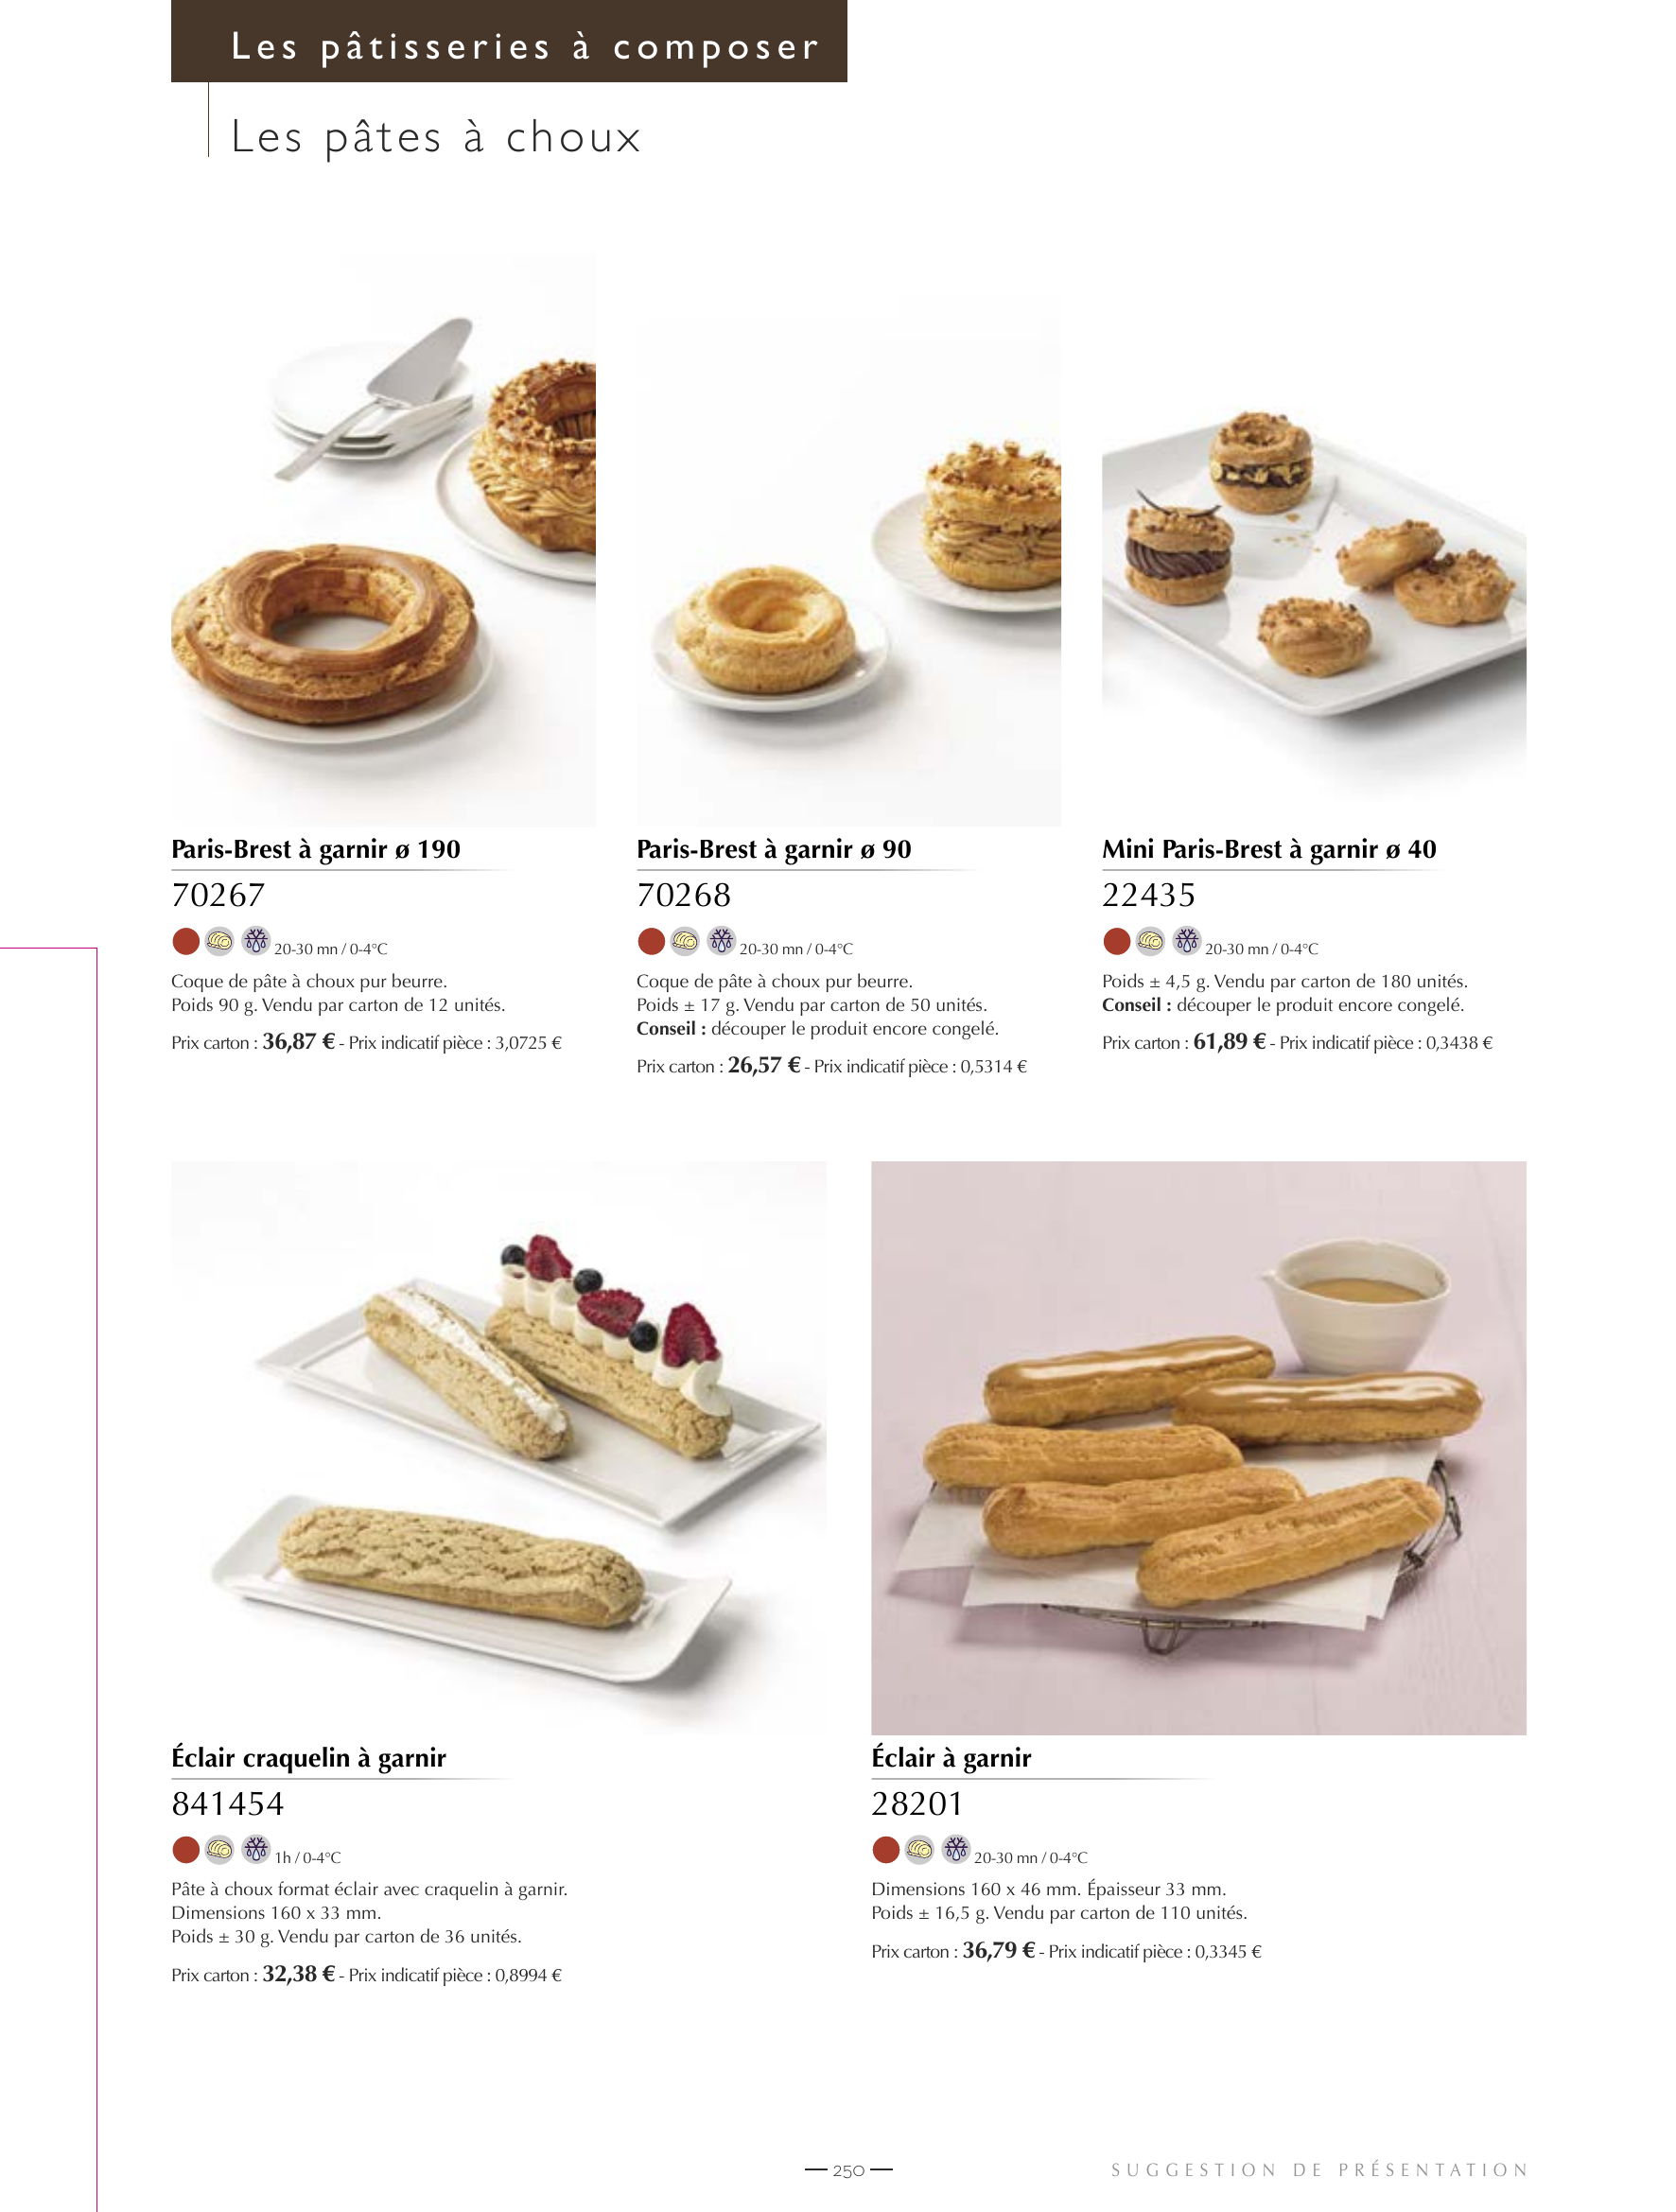 Les pâtisseries à composer
Les pâtes à choux
Paris-Brest à garnir ø 190
70267
20-30 mn / 0-4°C
Coque de pâte à choux pur beurre.
Poids 90 g. Vendu par carton de 12 unités.
Prix carton : 36,87 € - Prix indicatif pièce : 3,0725 €
Paris-Brest à garnir ø 90
70268
20-30 mn / 0-4°C
Coque de pâte à choux pur beurre.
Poids ± 17 g. Vendu par carton de 50 unités.
Conseil : découper le produit encore congelé.
Prix carton : 26,57 € - Prix indicatif pièce : 0,5314 €
Mini Paris-Brest à garnir ø 40
22435
20-30 mn / 0-4°C
Poids ± 4,5 g. Vendu par carton de 180 unités.
Conseil : découper le produit encore congelé.
Prix carton : 61,89 € - Prix indicatif pièce : 0,3438 €
Éclair craquelin à garnir
841454
1h / 0-4°C
Pâte à choux format éclair avec craquelin à garnir.
Dimensions 160 x 33 mm.
Poids ± 30 g. Vendu par carton de 36 unités.
Prix carton : 32,38 € - Prix indicatif pièce : 0,8994 €
Éclair à garnir
28201
20-30 mn / 0-4°C
Dimensions 160 x 46 mm. Épaisseur 33 mm.
Poids ± 16,5 g. Vendu par carton de 110 unités.
Prix carton : 36,79 € - Prix indicatif pièce : 0,3345 €
250
SUGGESTION DE PRÉSENTATION